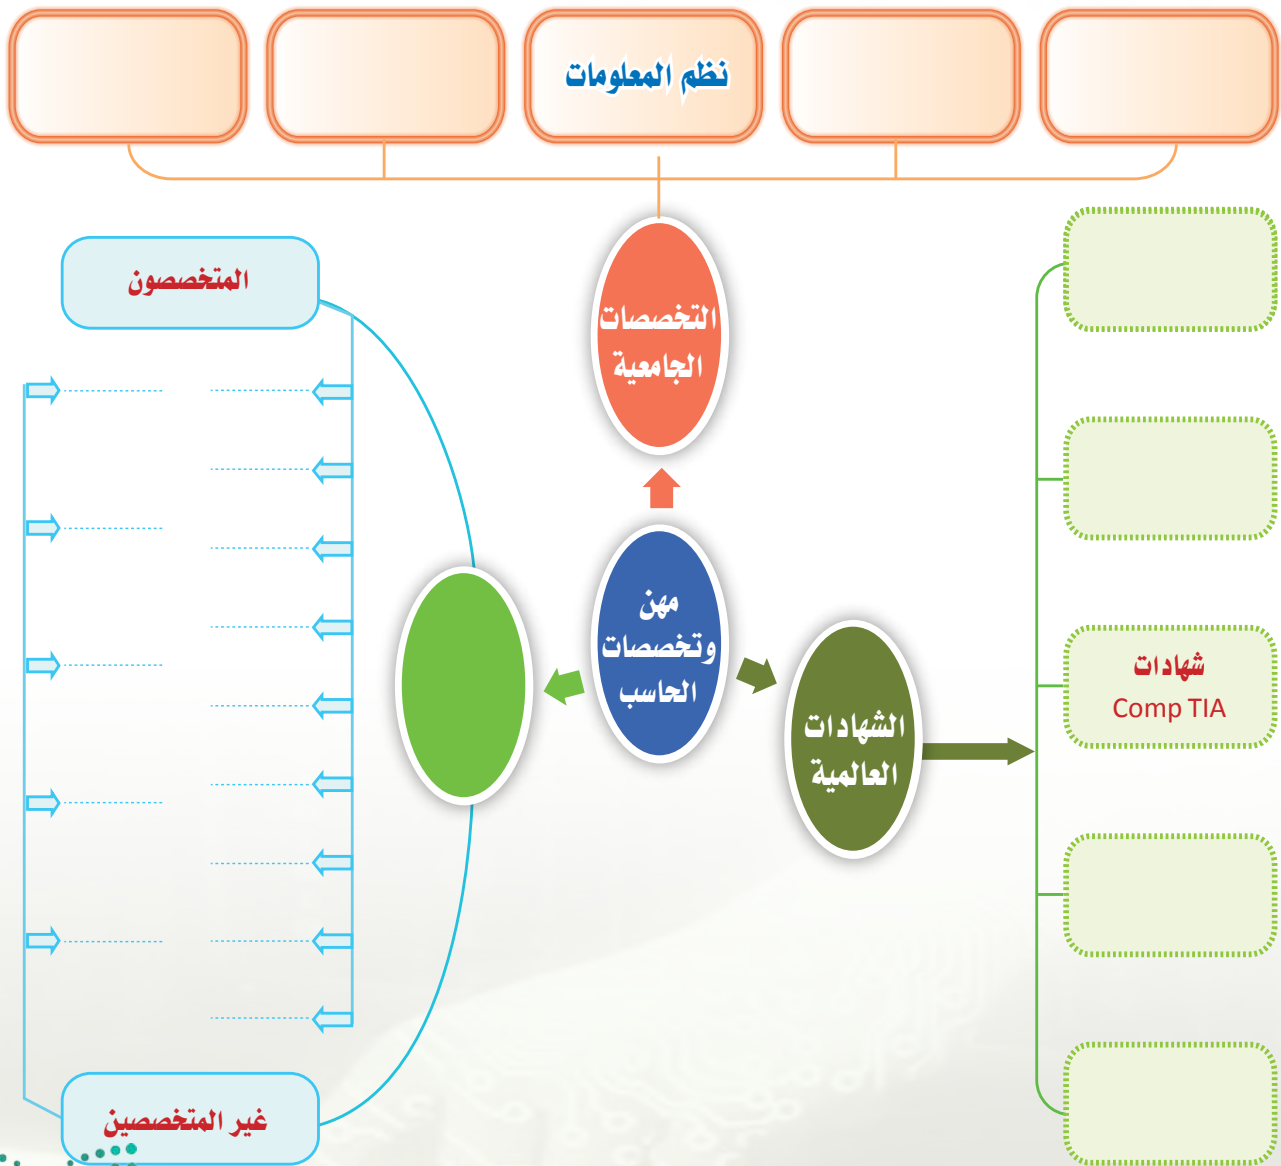 نظم المعلومات
التخصصات
الجامعية
المتخصصون
مهن
وتخصصات
الحاسب
شهادات
Comp TIA
الشهادات
العالمية
غير المتخصصين